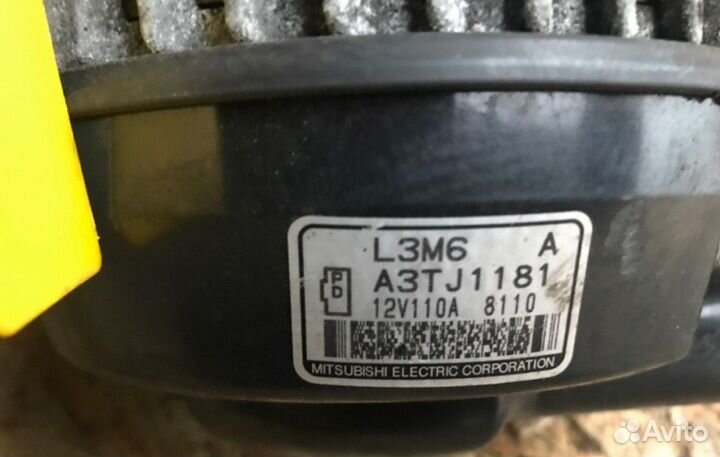 L3M6 A
P
D
A3TJ1181
12V110A 8110
MITSUBISHI ELECTRIC CORPORATION
Avito